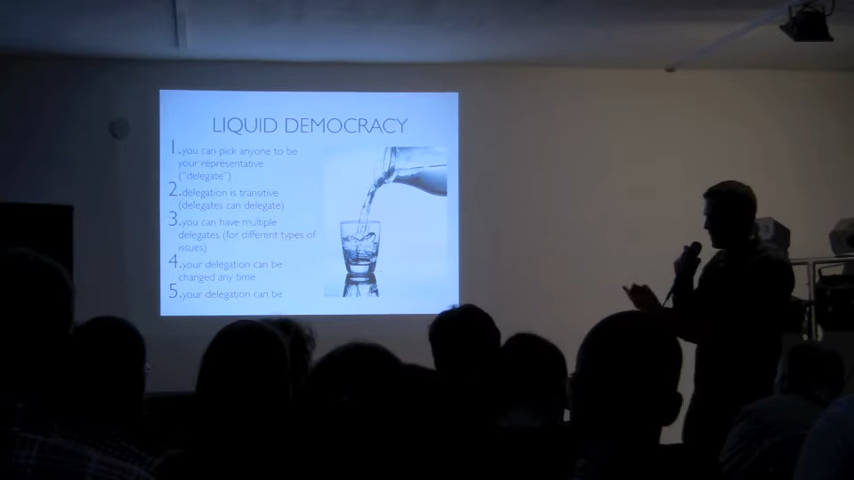 LIQUID DEMOCRACY
1.you can pick anyone to be
your representative
("delegate")
2.delegation is transitive
(delegates can delegate)
3.you can have multiple
delegates (for different types of
issues)
4.your delegation can be
changed any time
5.your delegation can be